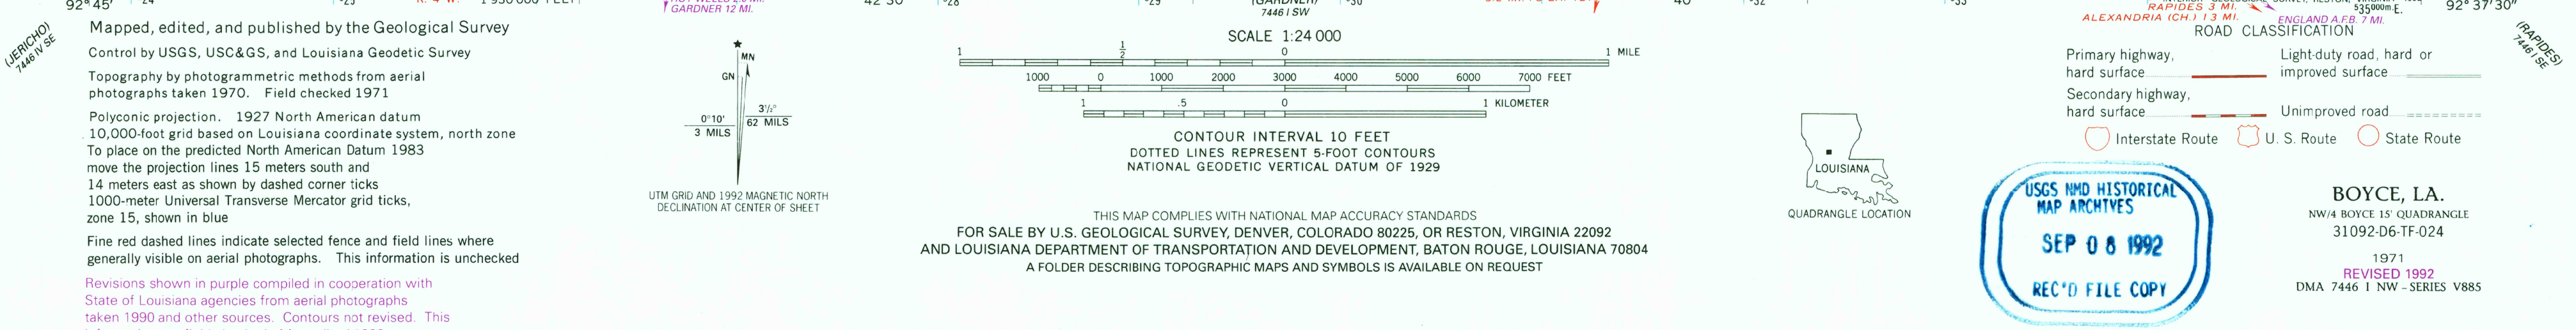 92° 45'
R. 4 W.
GARDNER 12 MI.
42'30"
(GARDNER)
7446 I SW
40'
RAPIDES 3 MI.
ALEXANDRIA (CH.) 13 MI.
ENGLAND A.F.B. 7 MI.
535000m.E.
92° 37'30"
(JERICHO)
7446 IV SE
(RAPIDES)
7446 I SE
Mapped, edited, and published by the Geological Survey
Control by USGS, USC&GS, and Louisiana Geodetic Survey
Topography by photogrammetric methods from aerial
photographs taken 1970. Field checked 1971
Polyconic projection. 1927 North American datum
10,000-foot grid based on Louisiana coordinate system, north zone
To place on the predicted North American Datum 1983
move the projection lines 15 meters south and
14 meters east as shown by dashed corner ticks
1000-meter Universal Transverse Mercator grid ticks,
zone 15, shown in blue
Fine red dashed lines indicate selected fence and field lines where
generally visible on aerial photographs. This information is unchecked
Revisions shown in purple compiled in cooperation with
State of Louisiana agencies from aerial photographs
taken 1990 and other sources. Contours not revised. This
MN
GN
0°10'
3 MILS
3½°
62 MILS
UTM GRID AND 1992 MAGNETIC NORTH
DECLINATION AT CENTER OF SHEET
SCALE 1:24 000
1 ½ 0 1 MILE
1000 0 1000 2000 3000 4000 5000 6000 7000 FEET
1 .5 0 1 KILOMETER
CONTOUR INTERVAL 10 FEET
DOTTED LINES REPRESENT 5-FOOT CONTOURS
NATIONAL GEODETIC VERTICAL DATUM OF 1929
THIS MAP COMPLIES WITH NATIONAL MAP ACCURACY STANDARDS
FOR SALE BY U.S. GEOLOGICAL SURVEY, DENVER, COLORADO 80225, OR RESTON, VIRGINIA 22092
AND LOUISIANA DEPARTMENT OF TRANSPORTATION AND DEVELOPMENT, BATON ROUGE, LOUISIANA 70804
A FOLDER DESCRIBING TOPOGRAPHIC MAPS AND SYMBOLS IS AVAILABLE ON REQUEST
LOUISIANA
QUADRANGLE LOCATION
ROAD CLASSIFICATION
Primary highway,
hard surface
Light-duty road, hard or
improved surface
Secondary highway,
hard surface
Unimproved road
Interstate Route
U. S. Route
State Route
USGS NMD HISTORICAL
MAP ARCHIVES
SEP 08 1992
REC'D FILE COPY
BOYCE, LA.
NW/4 BOYCE 15' QUADRANGLE
31092-D6-TF-024
1971
REVISED 1992
DMA 7446 I NW-SERIES V885